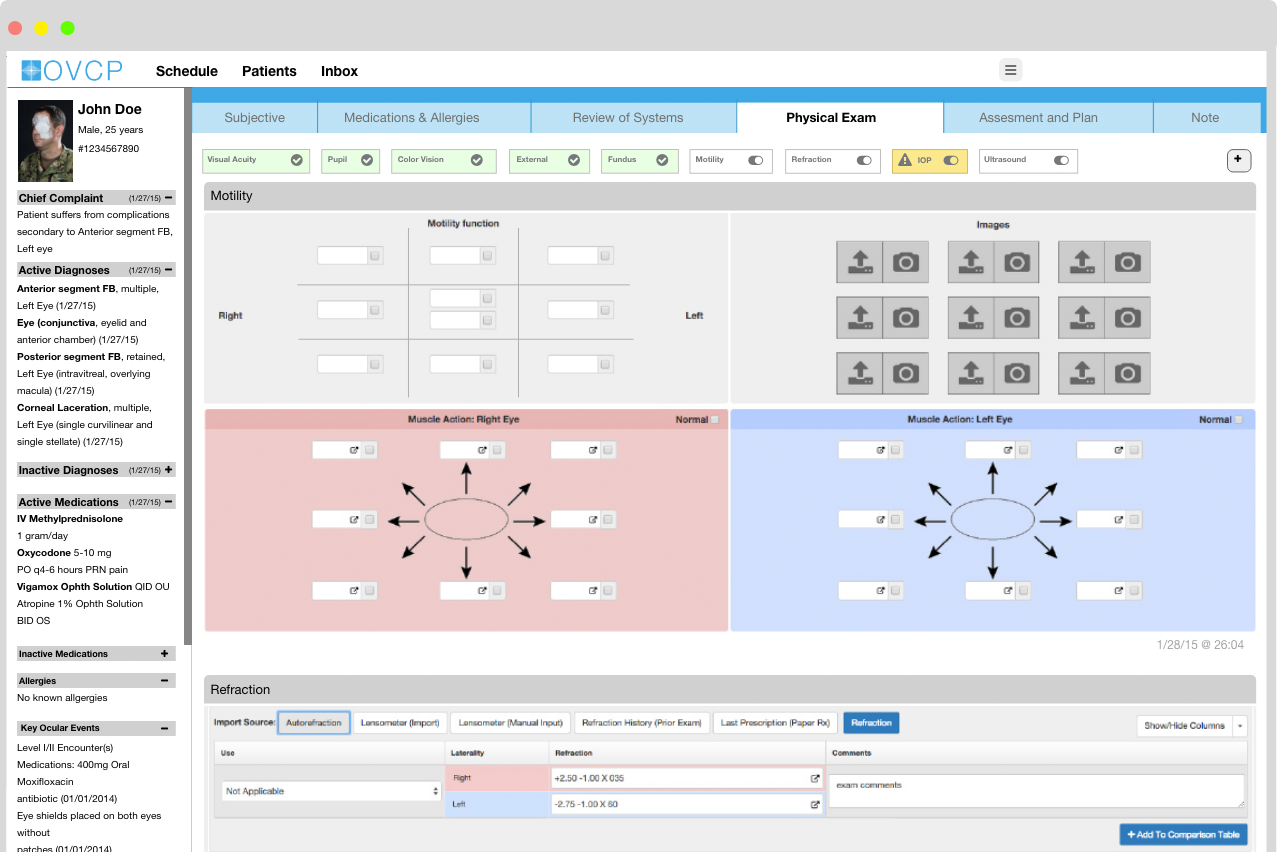 OVCP Schedule Patients Inbox
John Doe
Male, 25 years
#1234567890
Chief Complaint (1/27/15)
Patient suffers from complications
secondary to Anterior segment FB,
Left eye
Active Diagnoses (1/27/15)
Anterior segment FB, multiple,
Left Eye (1/27/15)
Eye (conjunctiva, eyelid and
anterior chamber) (1/27/15)
Posterior segment FB, retained,
Left Eye (intravitreal, overlying
macula) (1/27/15)
Corneal Laceration, multiple,
Left Eye (single curvilinear and
single stellate) (1/27/15)
Inactive Diagnoses (1/27/15)
Active Medications (1/27/15)
IV Methylprednisolone
1 gram/day
Oxycodone 5-10 mg
PO q4-6 hours PRN pain
Vigamox Ophth Solution QID OU
Atropine 1% Ophth Solution
BID OS
Inactive Medications
Allergies
No known allgergies
Key Ocular Events
Level I/II Encounter(s)
Medications: 400mg Oral
Moxifloxacin
antibiotic (01/01/2014)
Eye shields placed on both eyes
without
patches (01/01/2014)
Subjective Medications & Allergies Review of Systems Physical Exam Assesment and Plan Note
Visual Acuity Pupil Color Vision External Fundus Motility Refraction IOP Ultrasound
Motility
Motility function
Right Left
Images
Muscle Action: Right Eye Normal
Muscle Action: Left Eye Normal
1/28/15 @ 26:04
Refraction
Import Source: Autorefraction Lensometer (Import) Lensometer (Manual Input) Refraction History (Prior Exam) Last Prescription (Paper Rx) Refraction Show/Hide Columns
Use Laterality Refraction Comments
Not Applicable
Right +2.50 -1.00 X 035
Left -2.75 -1.00 X 60
exam comments
Add To Comparison Table